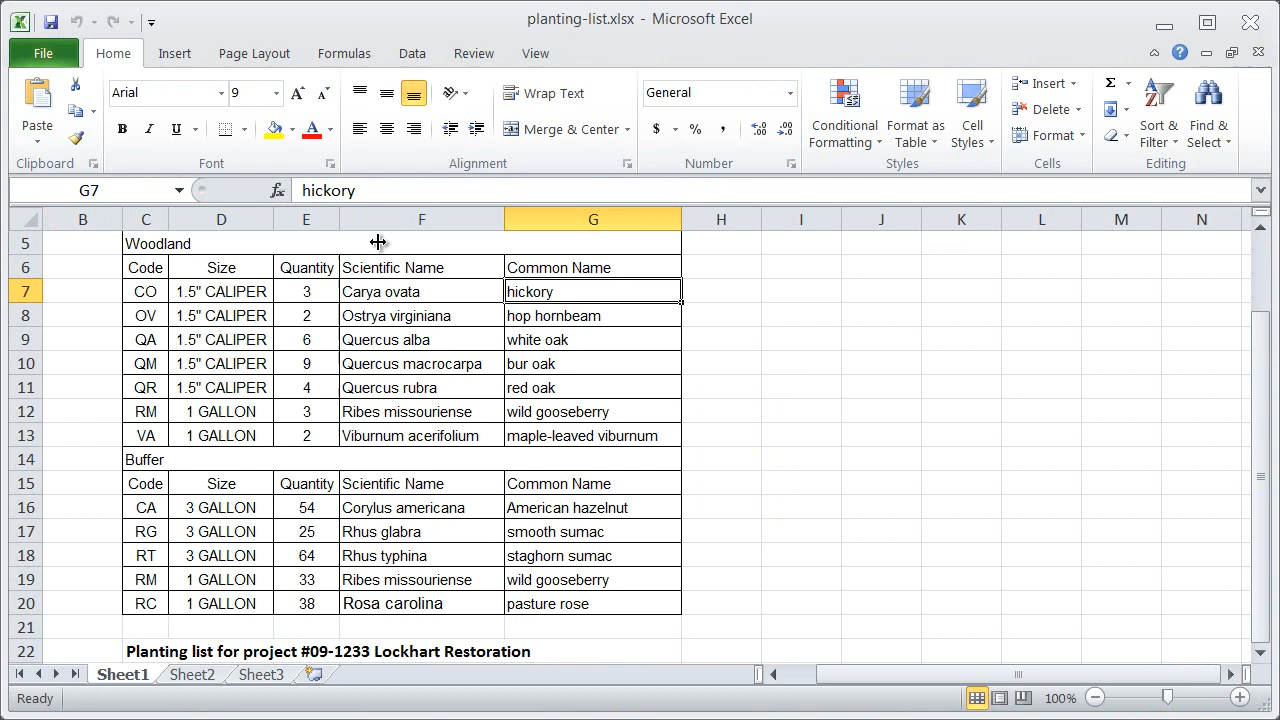 planting-list.xlsx - Microsoft Excel
File Home Insert Page Layout Formulas Data Review View
Paste
Arial 9
Wrap Text
General
Merge & Center
$ % ,
Conditional Formatting
Format as Table
Cell Styles
Insert
Delete
Format
Sort & Filter
Find & Select
Clipboard Font Alignment Number Styles Cells Editing
G7 fx hickory
B C D E F G H I J K L M N
5 Woodland
6 Code Size Quantity Scientific Name Common Name
7 CO 1.5" CALIPER 3 Carya ovata hickory
8 OV 1.5" CALIPER 2 Ostrya virginiana hop hornbeam
9 QA 1.5" CALIPER 6 Quercus alba white oak
10 QM 1.5" CALIPER 9 Quercus macrocarpa bur oak
11 QR 1.5" CALIPER 4 Quercus rubra red oak
12 RM 1 GALLON 3 Ribes missouriense wild gooseberry
13 VA 1 GALLON 2 Viburnum acerifolium maple-leaved viburnum
14 Buffer
15 Code Size Quantity Scientific Name Common Name
16 CA 3 GALLON 54 Corylus americana American hazelnut
17 RG 3 GALLON 25 Rhus glabra smooth sumac
18 RT 3 GALLON 64 Rhus typhina staghorn sumac
19 RM 1 GALLON 33 Ribes missouriense wild gooseberry
20 RC 1 GALLON 38 Rosa carolina pasture rose
21
22 Planting list for project #09-1233 Lockhart Restoration
Sheet1 Sheet2 Sheet3
Ready 100%